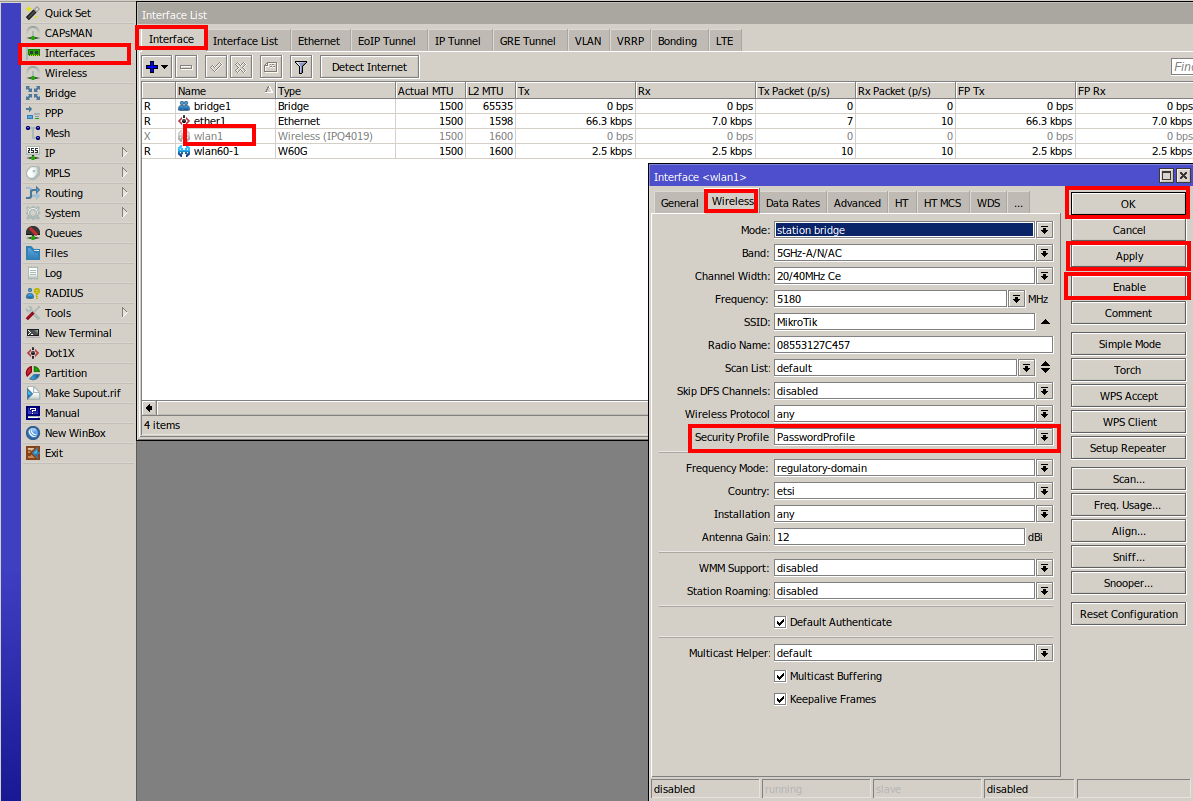 Quick Set
CAPsMAN
Interfaces
Wireless
Bridge
PPP
Mesh
IP
MPLS
Routing
System
Queues
Files
Log
RADIUS
Tools
New Terminal
Dot1X
Partition
Make Supout.rif
Manual
New WinBox
Exit
Interface List
Interface Interface List Ethernet EoIP Tunnel IP Tunnel GRE Tunnel VLAN VRRP Bonding LTE
Detect Internet Find
Name Type Actual MTU L2 MTU Tx Rx Tx Packet (p/s) Rx Packet (p/s) FP Tx FP Rx
R bridge1 Bridge 1500 65535 0 bps 0 bps 0 0 0 bps 0 bps
R ether1 Ethernet 1500 1598 66.3 kbps 7.0 kbps 7 10 66.3 kbps 7.0 kbps
X wlan1 Wireless (IPQ4019) 1500 1600 0 bps 0 bps 0 0 0 bps 0 bps
R wlan60-1 W60G 1500 1600 2.5 kbps 2.5 kbps 10 10 2.5 kbps 2.5 kbps
4 items
Interface <wlan1>
General Wireless Data Rates Advanced HT HT MCS WDS ...
Mode: station bridge
Band: 5GHz-A/N/AC
Channel Width: 20/40MHz Ce
Frequency: 5180 MHz
SSID: MikroTik
Radio Name: 08553127C457
Scan List: default
Skip DFS Channels: disabled
Wireless Protocol any
Security Profile PasswordProfile
Frequency Mode: regulatory-domain
Country: etsi
Installation any
Antenna Gain: 12 dBi
WMM Support: disabled
Station Roaming: disabled
Default Authenticate
Multicast Helper: default
Multicast Buffering
Keepalive Frames
OK
Cancel
Apply
Enable
Comment
Simple Mode
Torch
WPS Accept
WPS Client
Setup Repeater
Scan...
Freq. Usage...
Align...
Sniff...
Snooper...
Reset Configuration
disabled running slave disabled